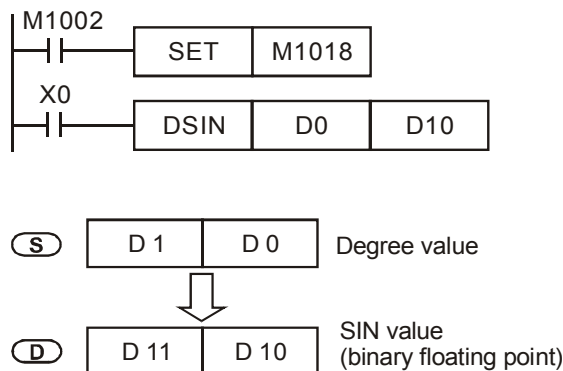 M1002
SET M1018
X0
DSIN D0 D10
S D 1 D 0 Degree value
D D 11 D 10 SIN value
(binary floating point)